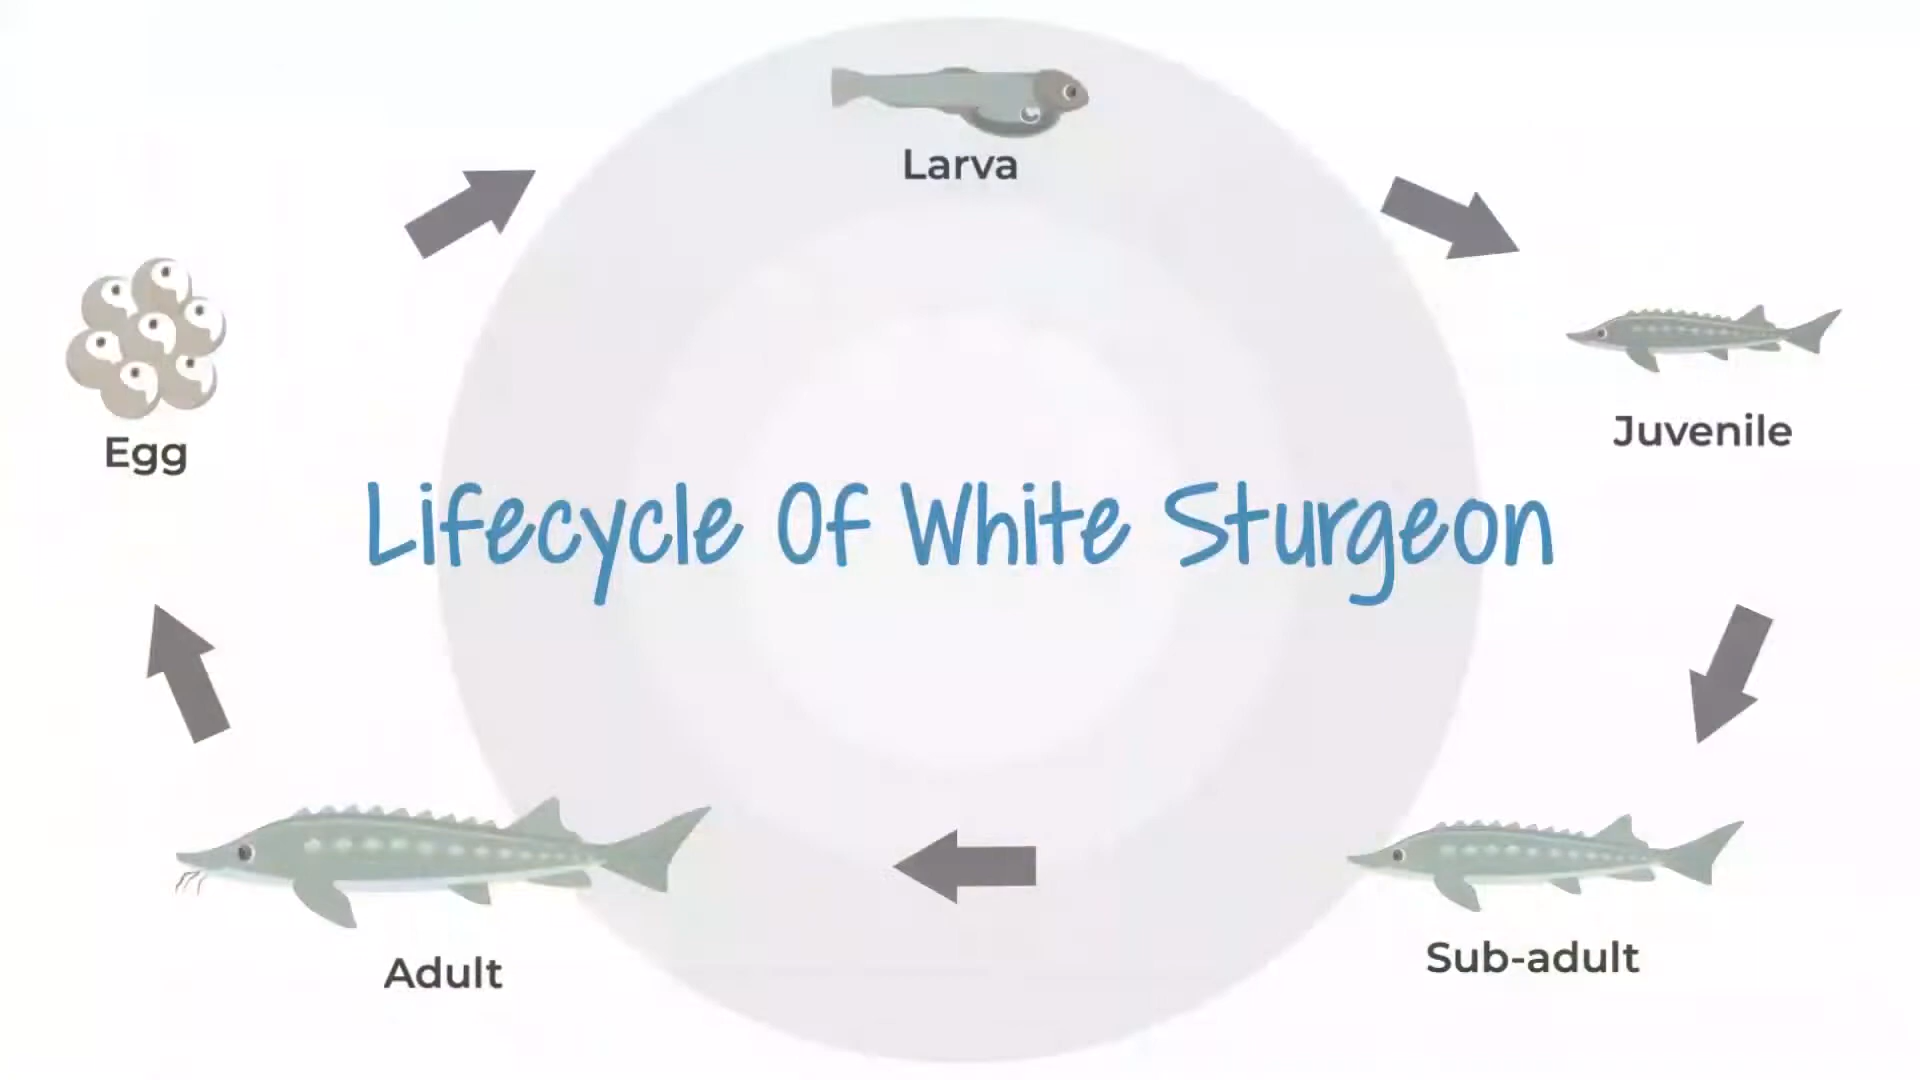 Larva
Egg
Juvenile
Lifecycle Of White Sturgeon
Adult
Sub-adult